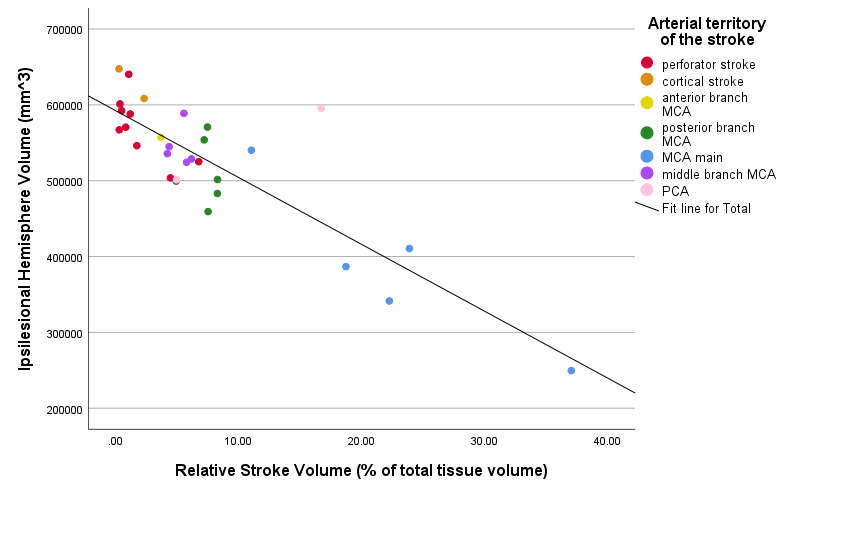 Arterial territory
of the stroke
perforator stroke
cortical stroke
anterior branch
MCA
posterior branch
MCA
MCA main
middle branch MCA
PCA
Fit line for Total
Ipsilesional Hemisphere Volume (mm^3)
700000
600000
500000
400000
300000
200000
.00
10.00
20.00
30.00
40.00
Relative Stroke Volume (% of total tissue volume)